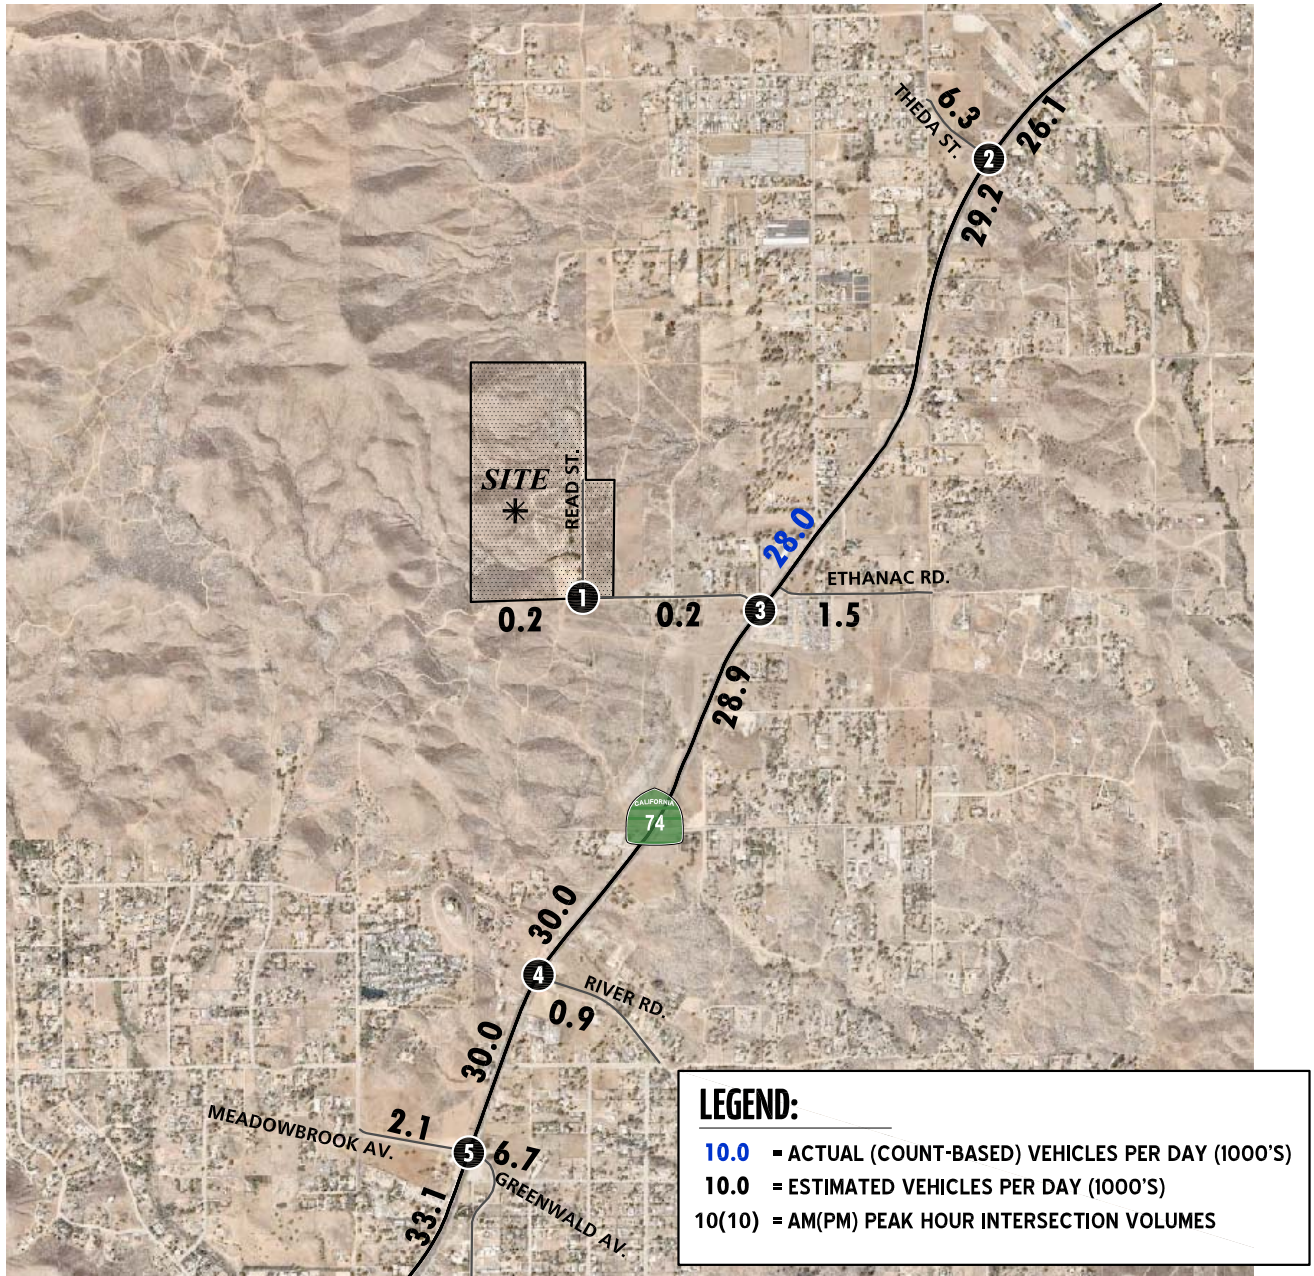 THEDA ST.
6.3
26.1
2
29.2
SITE
READ ST.
28.0
ETHANAC RD.
1
3
0.2
0.2
1.5
28.9
CALIFORNIA
74
30.0
4
RIVER RD.
0.9
30.0
MEADOWBROOK AV.
2.1
5
6.7
GREENWALD AV.
33.1
LEGEND:
10.0 = ACTUAL (COUNT-BASED) VEHICLES PER DAY (1000'S)
10.0 = ESTIMATED VEHICLES PER DAY (1000'S)
10(10) = AM(PM) PEAK HOUR INTERSECTION VOLUMES